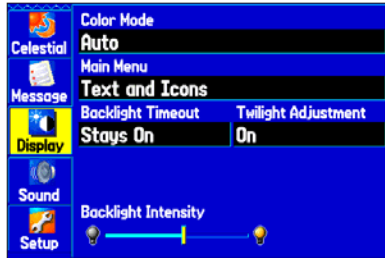 Celestial
Message
Display
Sound
Setup
Color Mode
Auto
Main Menu
Text and Icons
Backlight Timeout
Twilight Adjustment
Stays On
On
Backlight Intensity